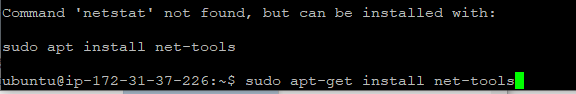 Command 'netstat' not found, but can be installed with:
sudo apt install net-tools
ubuntu@ip-172-31-37-226:~$ sudo apt-get install net-tools